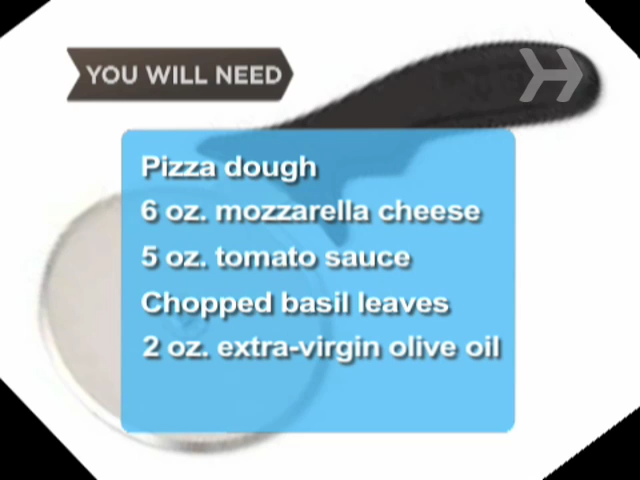 YOU WILL NEED
Pizza dough
6 oz. mozzarella cheese
5 oz. tomato sauce
Chopped basil leaves
2 oz. extra-virgin olive oil